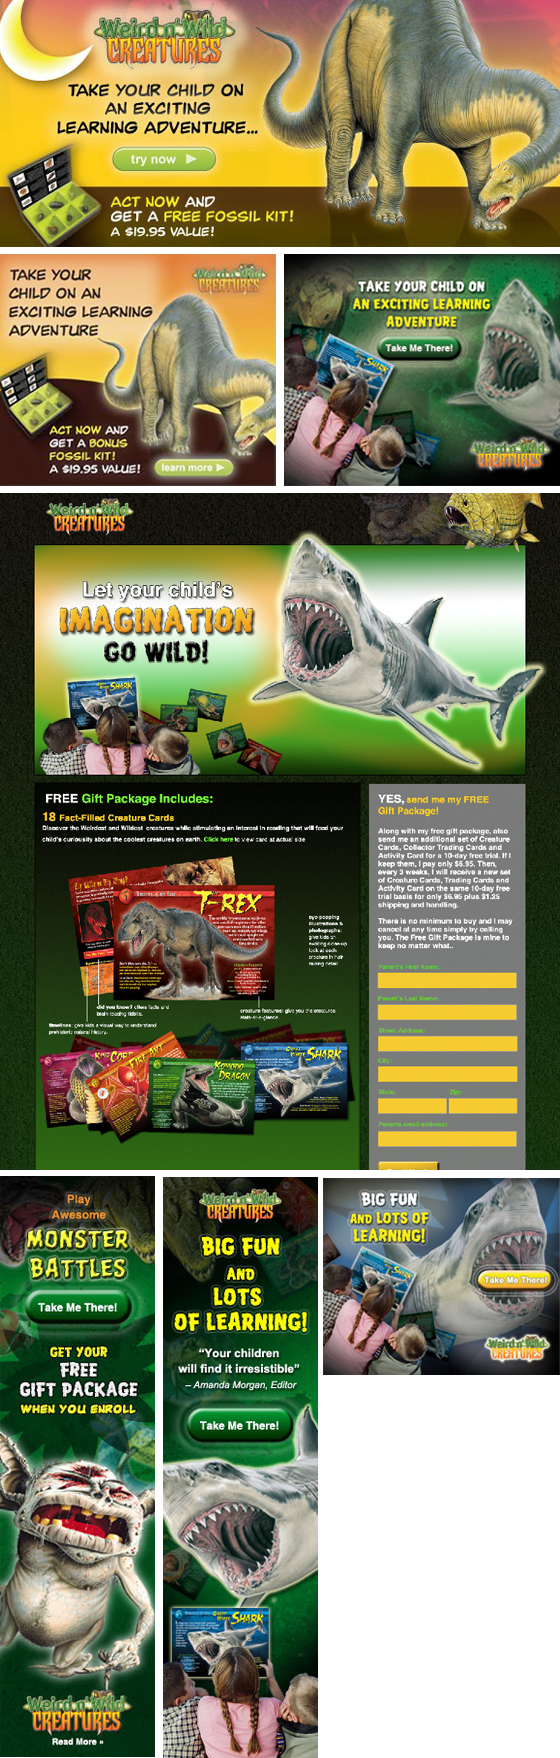 Weird n' Wild
CREATURES
TAKE YOUR CHILD ON
AN EXCITING
LEARNING ADVENTURE...
try now
ACT NOW AND
GET A FREE FOSSIL KIT!
A $19.95 VALUE!
TAKE YOUR
CHILD ON AN
EXCITING LEARNING
ADVENTURE
Weird n' Wild
CREATURES
ACT NOW AND
GET A BONUS
FOSSIL KIT!
A $19.95 VALUE!
learn more
TAKE YOUR CHILD ON
AN EXCITING LEARNING
ADVENTURE
Take Me There!
SHARK
Weird n' Wild
CREATURES
Weird n' Wild
CREATURES
Let your child's
IMAGINATION
GO WILD!
SHARK
FREE Gift Package Includes:
18 Fact-Filled Creature Cards
Discover the Weirdest and Wildest creatures while stimulating an interest in reading that will feed your
child's curiousity about the coolest creatures on earth. Click here to view card at actual size
T-REX
eye-popping
illustrations &
photographs:
give kids an
exciting close-up
look at each
creature in hair
raising detail
did you know? offers facts and
brain-teasing tidbits.
creature features: give you the creatures
stats-at-a-glance.
timelines: give kids a visual way to understand
prehistoric natural history.
FIRE ANT
KOMODO
DRAGON
GREAT WHITE
SHARK
YES, send me my FREE
Gift Package!
Along with my free gift package, also
send me an additional set of Creature
Cards, Collector Trading Cards and
Activity Card for a 10-day free trial. If I
keep them, I pay only $6.95. Then,
every 3 weeks, I will receive a new set
of Creature Cards, Trading Cards and
Activity Card on the same 10-day free
trial basis for only $6.95 plus $1.25
shipping and handling.
There is no minimum to buy and I may
cancel at any time simply by calling
you. The Free Gift Package is mine to
keep no matter what..
Parent's First Name:
Parent's Last Name:
Street Address:
City:
State: Zip:
Parents email address:
Play
Awesome
MONSTER
BATTLES
Take Me There!
GET YOUR
FREE
GIFT PACKAGE
WHEN YOU ENROLL
Weird n' Wild
CREATURES
Read More »
Weird n' Wild
CREATURES
BIG FUN
AND
LOTS
OF LEARNING!
"Your children
will find it irresistible"
– Amanda Morgan, Editor
Take Me There!
GREAT WHITE
SHARK
BIG FUN
AND LOTS OF
LEARNING!
SHARK
Take Me There!
Weird n' Wild
CREATURES